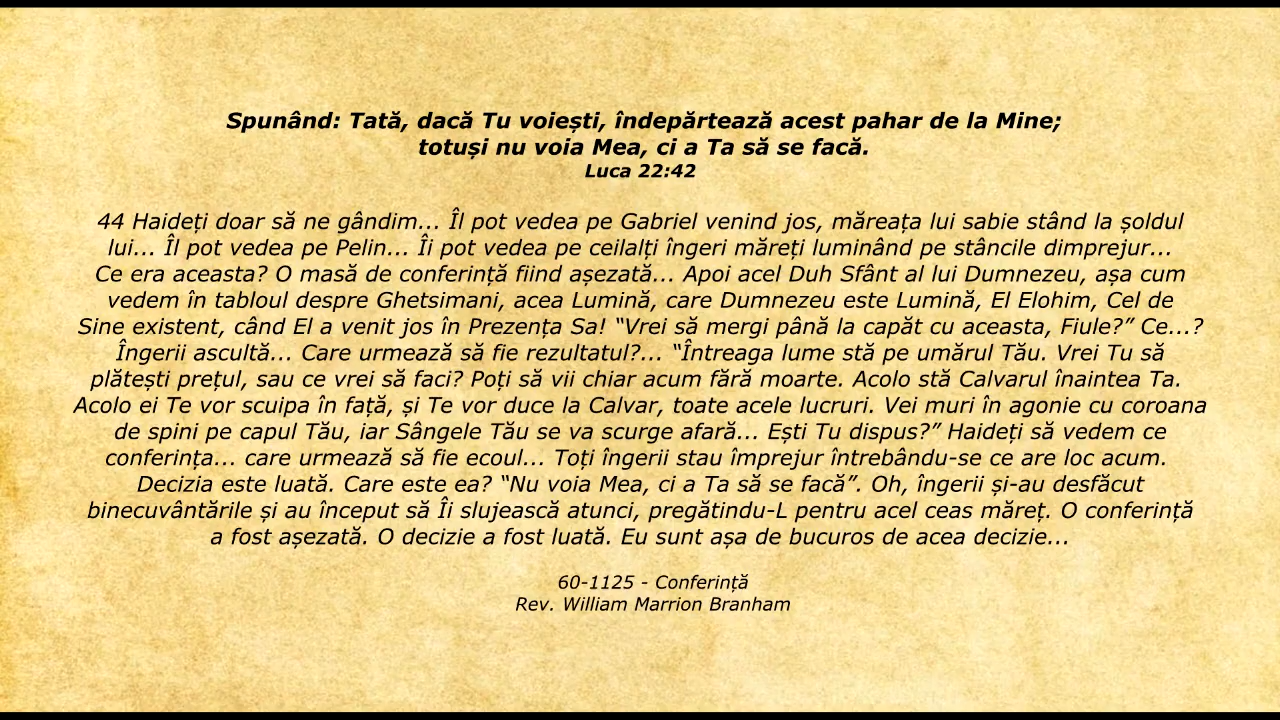 Spunând: Tată, dacă Tu voiești, îndepărtează acest pahar de la Mine;
totuși nu voia Mea, ci a Ta să se facă.
Luca 22:42
44 Haideți doar să ne gândim... Îl pot vedea pe Gabriel venind jos, măreața lui sabie stând la șoldul
lui... Îl pot vedea pe Pelin... Îi pot vedea pe ceilalți îngeri măreți luminând pe stâncile dimprejur...
Ce era aceasta? O masă de conferință fiind așezată... Apoi acel Duh Sfânt al lui Dumnezeu, așa cum
vedem în tabloul despre Ghetsimani, acea Lumină, care Dumnezeu este Lumină, El Elohim, Cel de
Sine existent, când El a venit jos în Prezența Sa! “Vrei să mergi până la capăt cu aceasta, Fiule?” Ce...?
Îngerii ascultă... Care urmează să fie rezultatul?... “Întreaga lume stă pe umărul Tău. Vrei Tu să
plătești prețul, sau ce vrei să faci? Poți să vii chiar acum fără moarte. Acolo stă Calvarul înaintea Ta.
Acolo ei Te vor scuipa în față, și Te vor duce la Calvar, toate acele lucruri. Vei muri în agonie cu coroana
de spini pe capul Tău, iar Sângele Tău se va scurge afară... Ești Tu dispus?” Haideți să vedem ce
conferința... care urmează să fie ecoul... Toți îngerii stau împrejur întrebându-se ce are loc acum.
Decizia este luată. Care este ea? “Nu voia Mea, ci a Ta să se facă”. Oh, îngerii și-au desfăcut
binecuvântările și au început să Îi slujească atunci, pregătindu-L pentru acel ceas măreț. O conferință
a fost așezată. O decizie a fost luată. Eu sunt așa de bucuros de acea decizie...
60-1125 - Conferință
Rev. William Marrion Branham